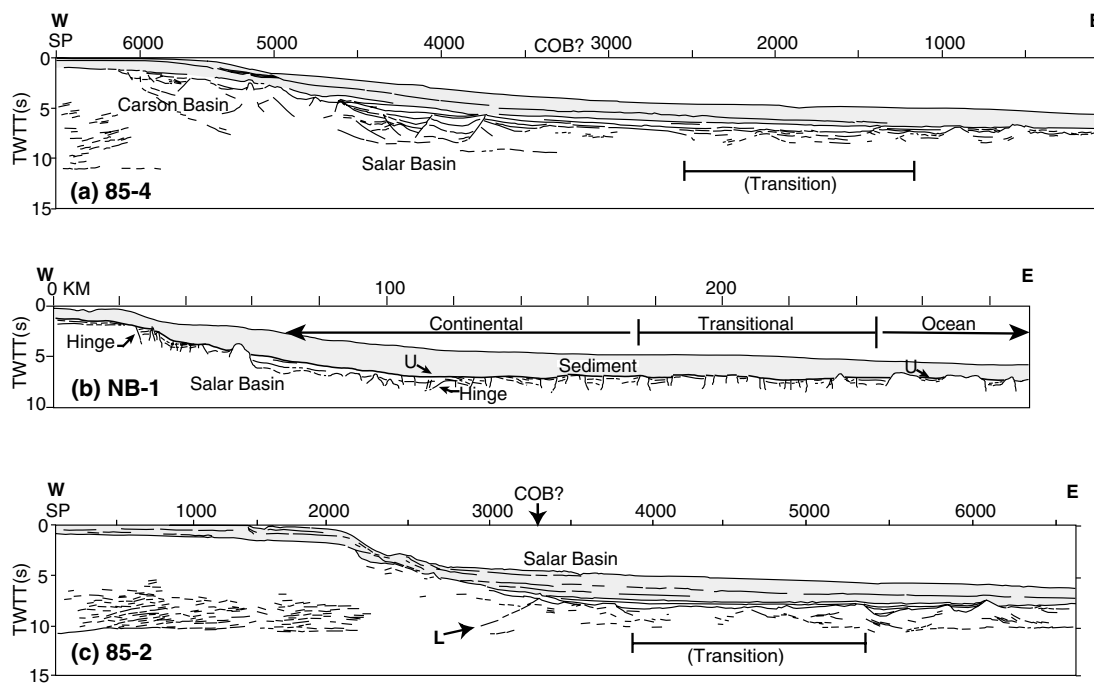 W E
SP 6000 5000 4000 COB? 3000 2000 1000
0
5
10
15
TWTT(s)
Carson Basin
Salar Basin
(Transition)
(a) 85-4
W E
0 KM 100 200
0
5
10
TWTT(s)
Continental Transitional Ocean
Hinge
U Sediment U
Salar Basin
Hinge
(b) NB-1
W COB? E
SP 1000 2000 3000 4000 5000 6000
0
5
10
15
TWTT(s)
Salar Basin
L
(Transition)
(c) 85-2